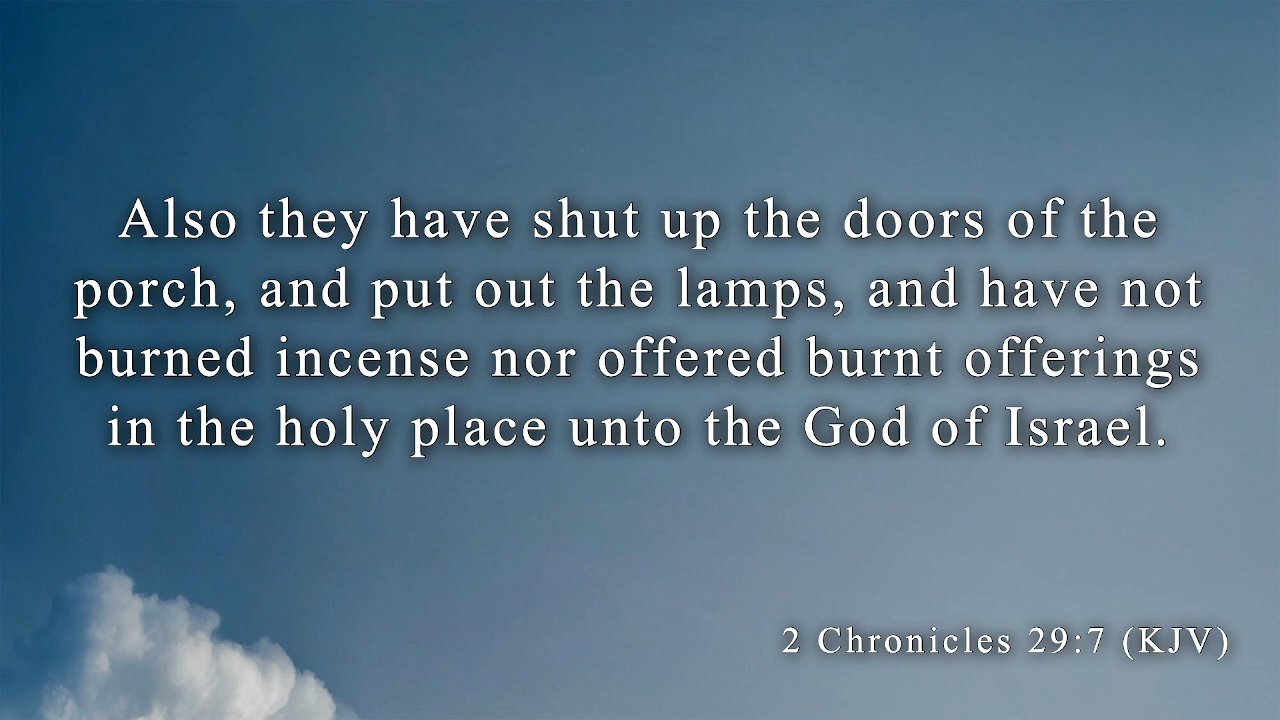 Also they have shut up the doors of the
porch, and put out the lamps, and have not
burned incense nor offered burnt offerings
in the holy place unto the God of Israel.
2 Chronicles 29:7 (KJV)